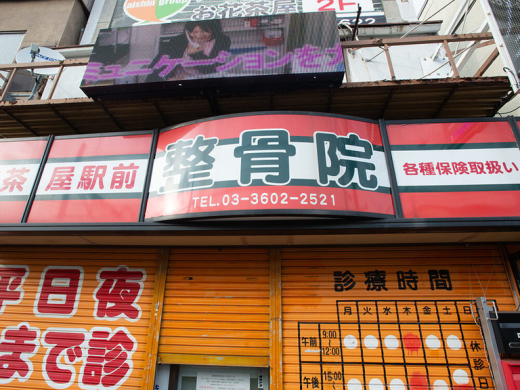 aishin group
お花茶屋
2F
ミュニケーションを
茶屋駅前
整骨院
TEL.03-3602-2521
各種保険取扱い
平日夜
まで診
診療時間
月火水木金土日
午前 9:00 12:00
休診
午後 15:00